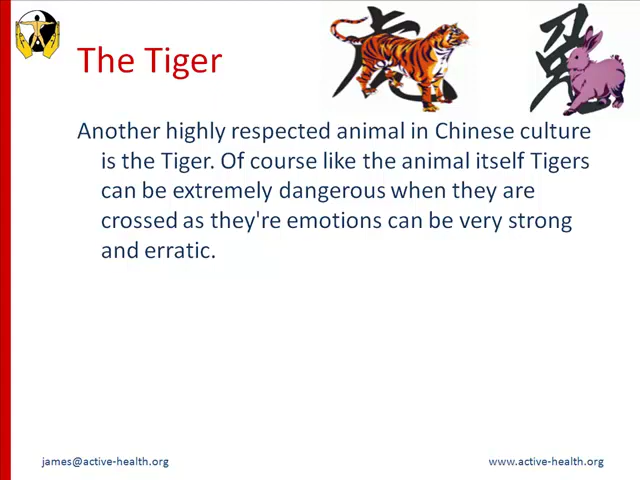 The Tiger
虎
兔
Another highly respected animal in Chinese culture
is the Tiger. Of course like the animal itself Tigers
can be extremely dangerous when they are
crossed as they're emotions can be very strong
and erratic.
james@active-health.org
www.active-health.org